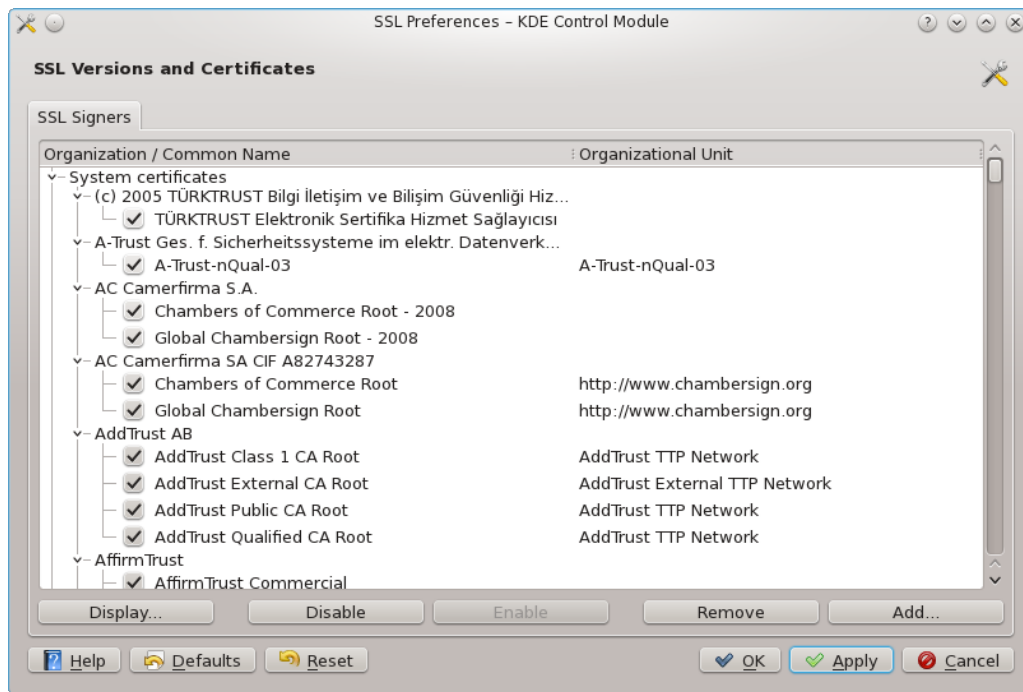 SSL Preferences – KDE Control Module
SSL Versions and Certificates
SSL Signers
Organization / Common Name Organizational Unit
System certificates
(c) 2005 TÜRKTRUST Bilgi İletişim ve Bilişim Güvenliği Hiz...
TÜRKTRUST Elektronik Sertifika Hizmet Sağlayıcısı
A-Trust Ges. f. Sicherheitssysteme im elektr. Datenverk...
A-Trust-nQual-03 A-Trust-nQual-03
AC Camerfirma S.A.
Chambers of Commerce Root - 2008
Global Chambersign Root - 2008
AC Camerfirma SA CIF A82743287
Chambers of Commerce Root http://www.chambersign.org
Global Chambersign Root http://www.chambersign.org
AddTrust AB
AddTrust Class 1 CA Root AddTrust TTP Network
AddTrust External CA Root AddTrust External TTP Network
AddTrust Public CA Root AddTrust TTP Network
AddTrust Qualified CA Root AddTrust TTP Network
AffirmTrust
AffirmTrust Commercial
Display... Disable Enable Remove Add...
Help Defaults Reset OK Apply Cancel